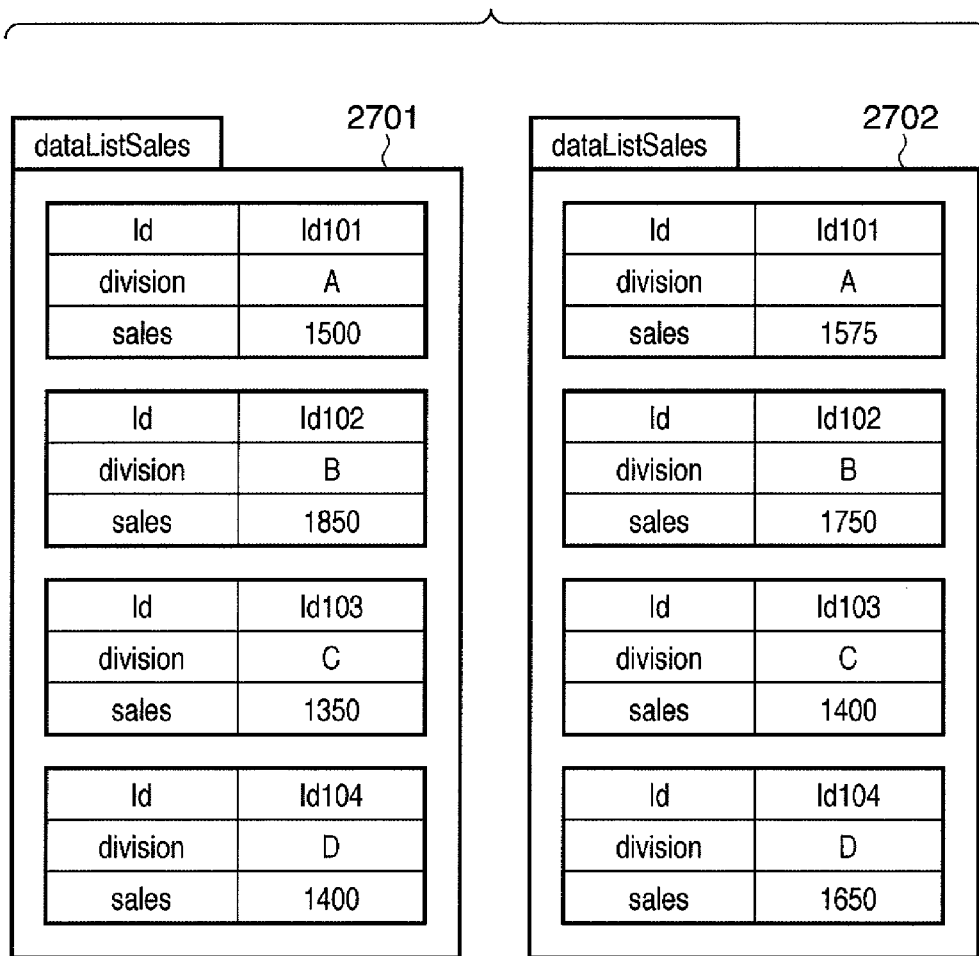 2701
dataListSales
Id Id101
division A
sales 1500
Id Id102
division B
sales 1850
Id Id103
division C
sales 1350
Id Id104
division D
sales 1400
2702
dataListSales
Id Id101
division A
sales 1575
Id Id102
division B
sales 1750
Id Id103
division C
sales 1400
Id Id104
division D
sales 1650